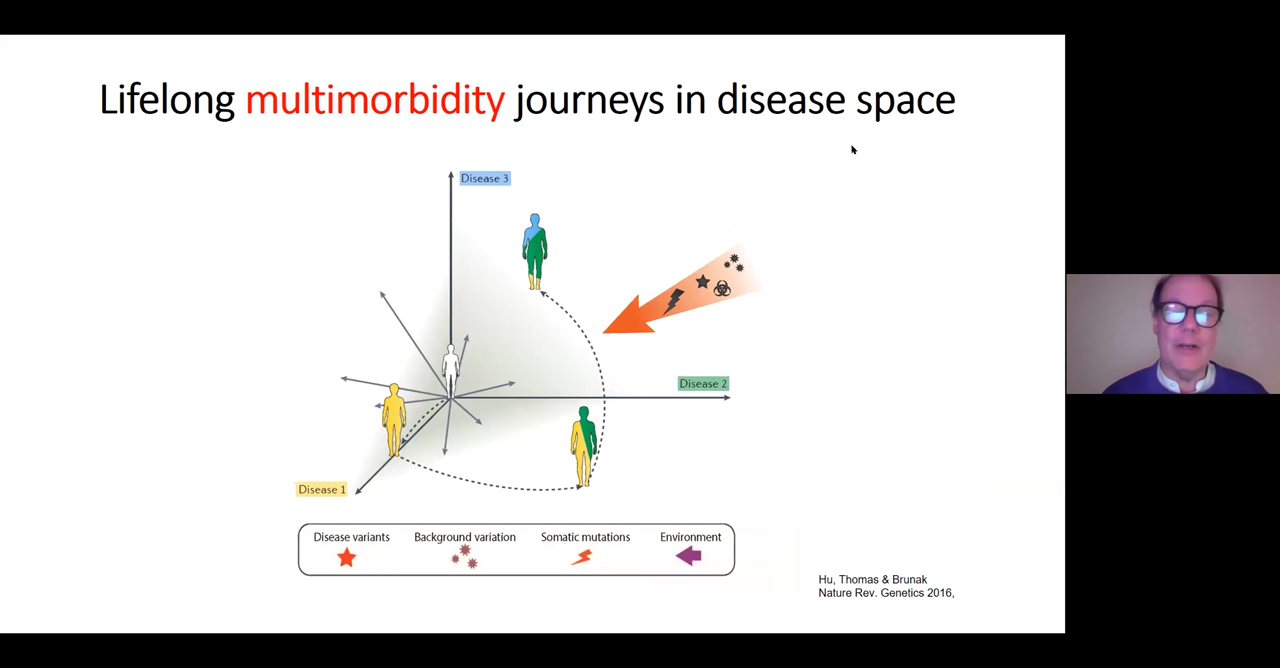 Lifelong multimorbidity journeys in disease space
Disease 3
Disease 2
Disease 1
Disease variants
Background variation
Somatic mutations
Environment
Hu, Thomas & Brunak
Nature Rev. Genetics 2016,